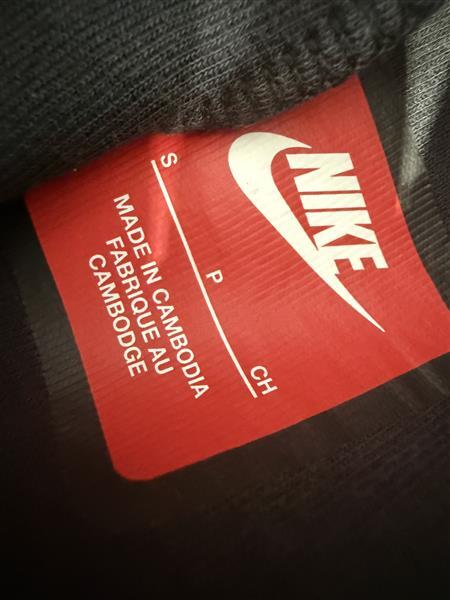 NIKE
S P CH
MADE IN CAMBODIA
FABRIQUE AU
CAMBODGE